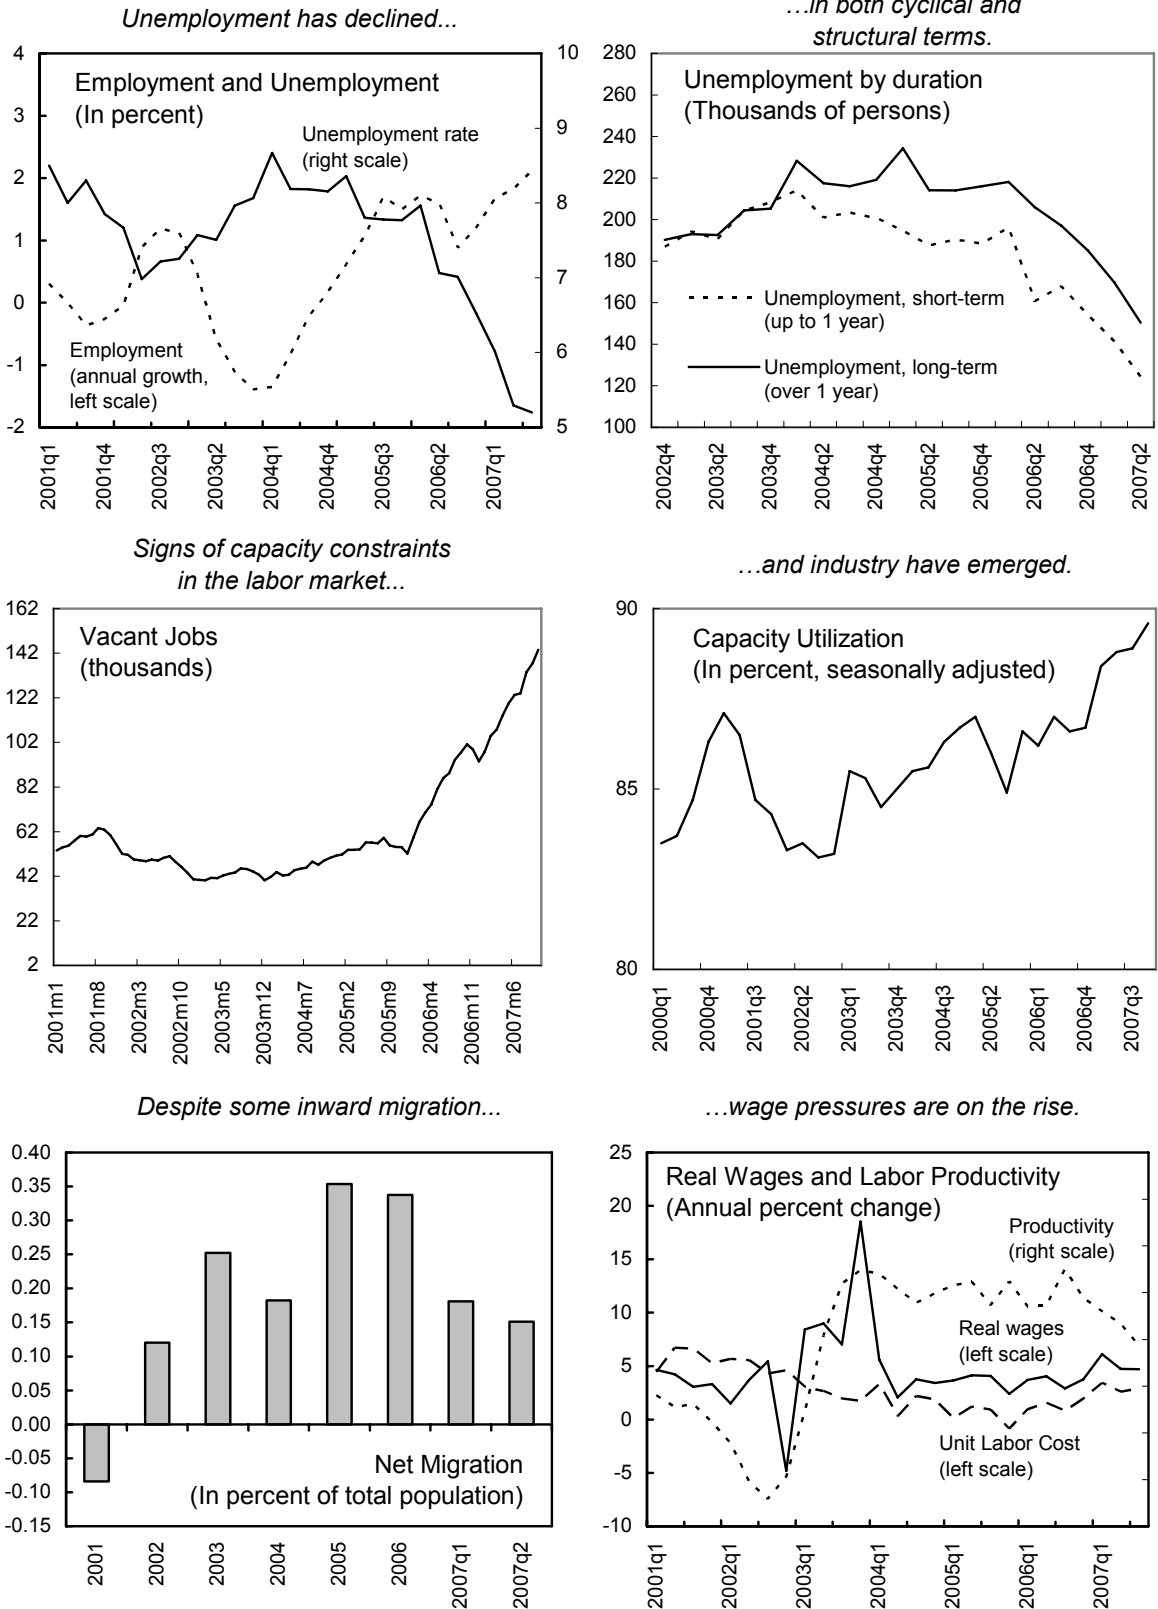 Unemployment has declined...
4
3
2
1
0
-1
-2
10
9
8
7
6
5
Employment and Unemployment
(In percent)
Unemployment rate
(right scale)
Employment
(annual growth,
left scale)
2001q1
2001q4
2002q3
2003q2
2004q1
2004q4
2005q3
2006q2
2007q1
…in both cyclical and
structural terms.
280
260
240
220
200
180
160
140
120
100
Unemployment by duration
(Thousands of persons)
Unemployment, short-term
(up to 1 year)
Unemployment, long-term
(over 1 year)
2002q4
2003q2
2003q4
2004q2
2004q4
2005q2
2005q4
2006q2
2006q4
2007q2
Signs of capacity constraints
in the labor market...
162
142
122
102
82
62
42
22
2
Vacant Jobs
(thousands)
2001m1
2001m8
2002m3
2002m10
2003m5
2003m12
2004m7
2005m2
2005m9
2006m4
2006m11
2007m6
…and industry have emerged.
90
85
80
Capacity Utilization
(In percent, seasonally adjusted)
2000q1
2000q4
2001q3
2002q2
2003q1
2003q4
2004q3
2005q2
2006q1
2006q4
2007q3
Despite some inward migration...
0.40
0.35
0.30
0.25
0.20
0.15
0.10
0.05
0.00
-0.05
-0.10
-0.15
Net Migration
(In percent of total population)
2001
2002
2003
2004
2005
2006
2007q1
2007q2
…wage pressures are on the rise.
25
20
15
10
5
0
-5
-10
Real Wages and Labor Productivity
(Annual percent change)
Productivity
(right scale)
Real wages
(left scale)
Unit Labor Cost
(left scale)
2001q1
2002q1
2003q1
2004q1
2005q1
2006q1
2007q1